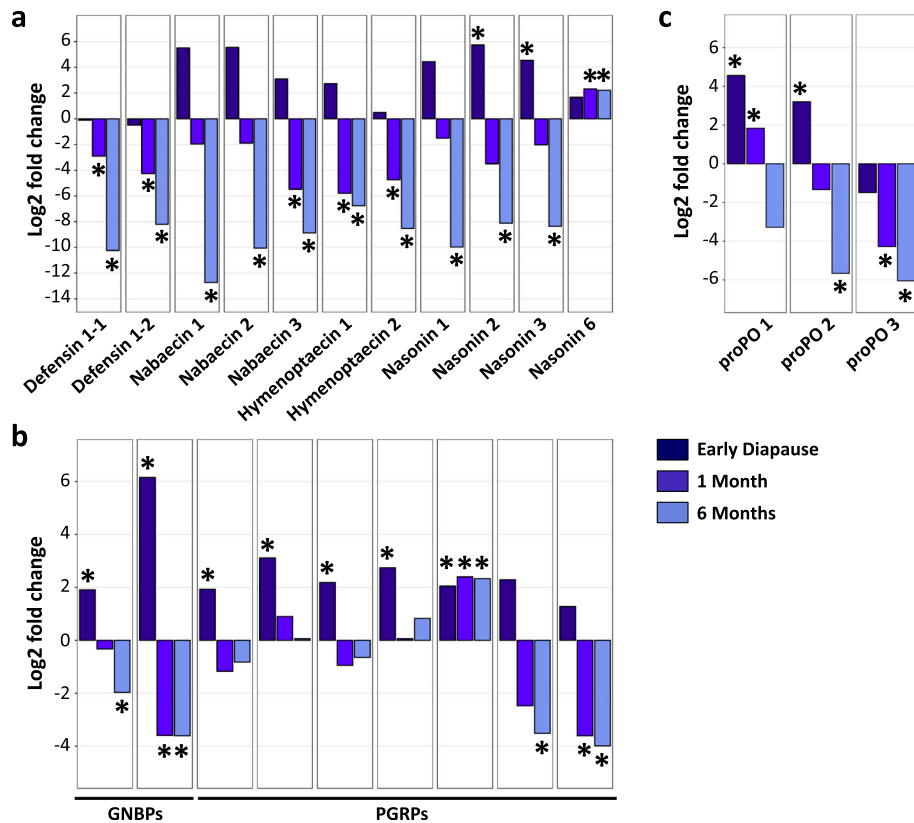 a
Log2 fold change
6
4
2
0
-2
-4
-6
-8
-10
-12
-14
* * * * * * * * * * * * * * * * * * * *
Defensin 1-1
Defensin 1-2
Nabaecin 1
Nabaecin 2
Nabaecin 3
Hymenoptaecin 1
Hymenoptaecin 2
Nasonin 1
Nasonin 2
Nasonin 3
Nasonin 6
c
Log2 fold change
6
4
2
0
-2
-4
-6
* * * * * *
proPO 1
proPO 2
proPO 3
b
Log2 fold change
6
4
2
0
-2
-4
* * * * * * * * * * * * * * *
GNBPs
PGRPs
Early Diapause
1 Month
6 Months